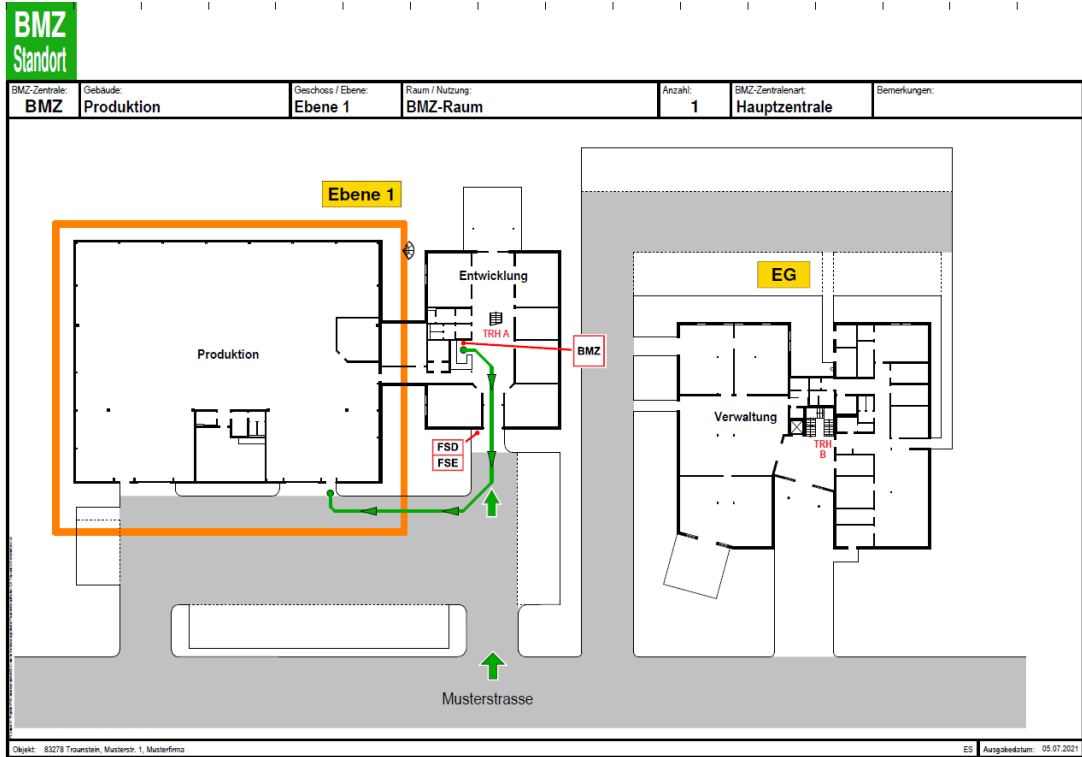 BMZ
Standort
BMZ-Zentrale:
BMZ
Gebäude:
Produktion
Geschoss / Ebene:
Ebene 1
Raum / Nutzung:
BMZ-Raum
Anzahl:
1
BMZ-Zentralenart:
Hauptzentrale
Bemerkungen:
Ebene 1
Entwicklung
EG
TRH A
BMZ
Produktion
Verwaltung
FSD
FSE
TRH
B
Musterstrasse
Objekt: 83278 Traunstein, Musterstr. 1, Musterfirma
ES
Ausgabedatum: 05.07.2021